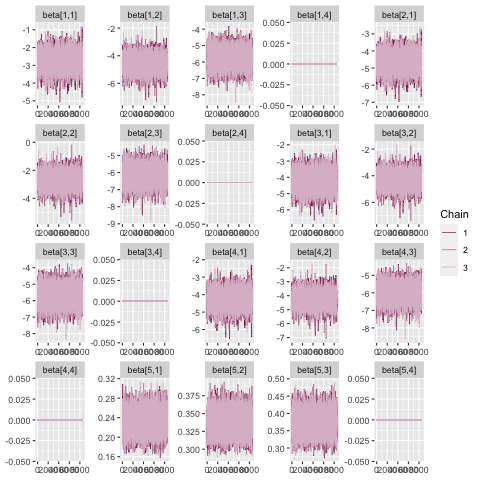 beta[1,1] beta[1,2] beta[1,3] beta[1,4] beta[2,1]
-1 -2 -3 -4 -5
-2 -4 -6
-4 -5 -6 -7 -8
0.050 0.025 0.000 -0.025 -0.050
-3 -4 -5 -6 -7
beta[2,2] beta[2,3] beta[2,4] beta[3,1] beta[3,2]
0 -2 -4 -6
-5 -6 -7 -8 -9
0.050 0.025 0.000 -0.025 -0.050
-2 -3 -4 -5 -6
-2 -4 -6
beta[3,3] beta[3,4] beta[4,1] beta[4,2] beta[4,3]
-4 -5 -6 -7 -8
0.050 0.025 0.000 -0.025 -0.050
-2 -3 -4 -5 -6
-2 -3 -4 -5 -6 -7
-4 -6 -8
beta[4,4] beta[5,1] beta[5,2] beta[5,3] beta[5,4]
0.050 0.025 0.000 -0.025 -0.050
0.32 0.28 0.24 0.20 0.16
0.375 0.350 0.325 0.300
0.50 0.45 0.40 0.35 0.30
0.050 0.025 0.000 -0.025 -0.050
Chain
1
2
3